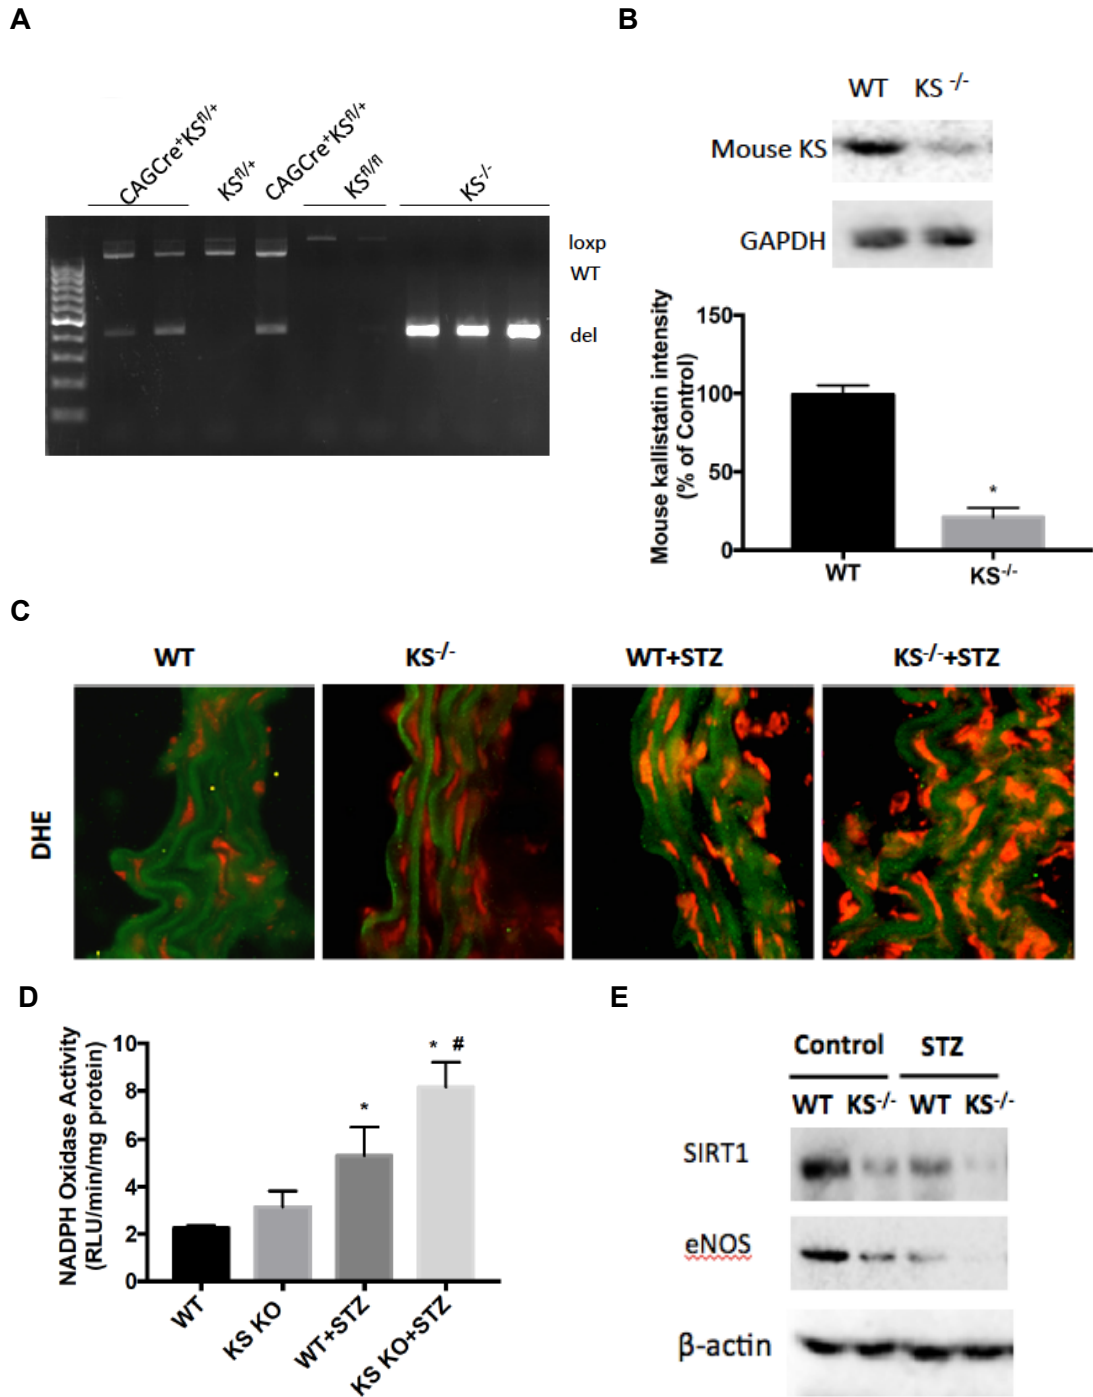 A
CAGCre⁺KSᶠˡ/⁺
KSᶠˡ/⁺
CAGCre⁺KSᶠˡ/⁺
KSᶠˡ/ᶠˡ
KS⁻/⁻
loxp
WT
del
B
WT KS ⁻/⁻
Mouse KS
GAPDH
Mouse kallistatin intensity
(% of Control)
150
100
50
0
*
WT
KS⁻/⁻
C
WT
KS⁻/⁻
WT+STZ
KS⁻/⁻+STZ
DHE
D
NADPH Oxidase Activity
(RLU/min/mg protein)
10
8
6
4
2
0
*
* #
WT
KS KO
WT+STZ
KS KO+STZ
E
Control STZ
WT KS⁻/⁻ WT KS⁻/⁻
SIRT1
eNOS
β-actin